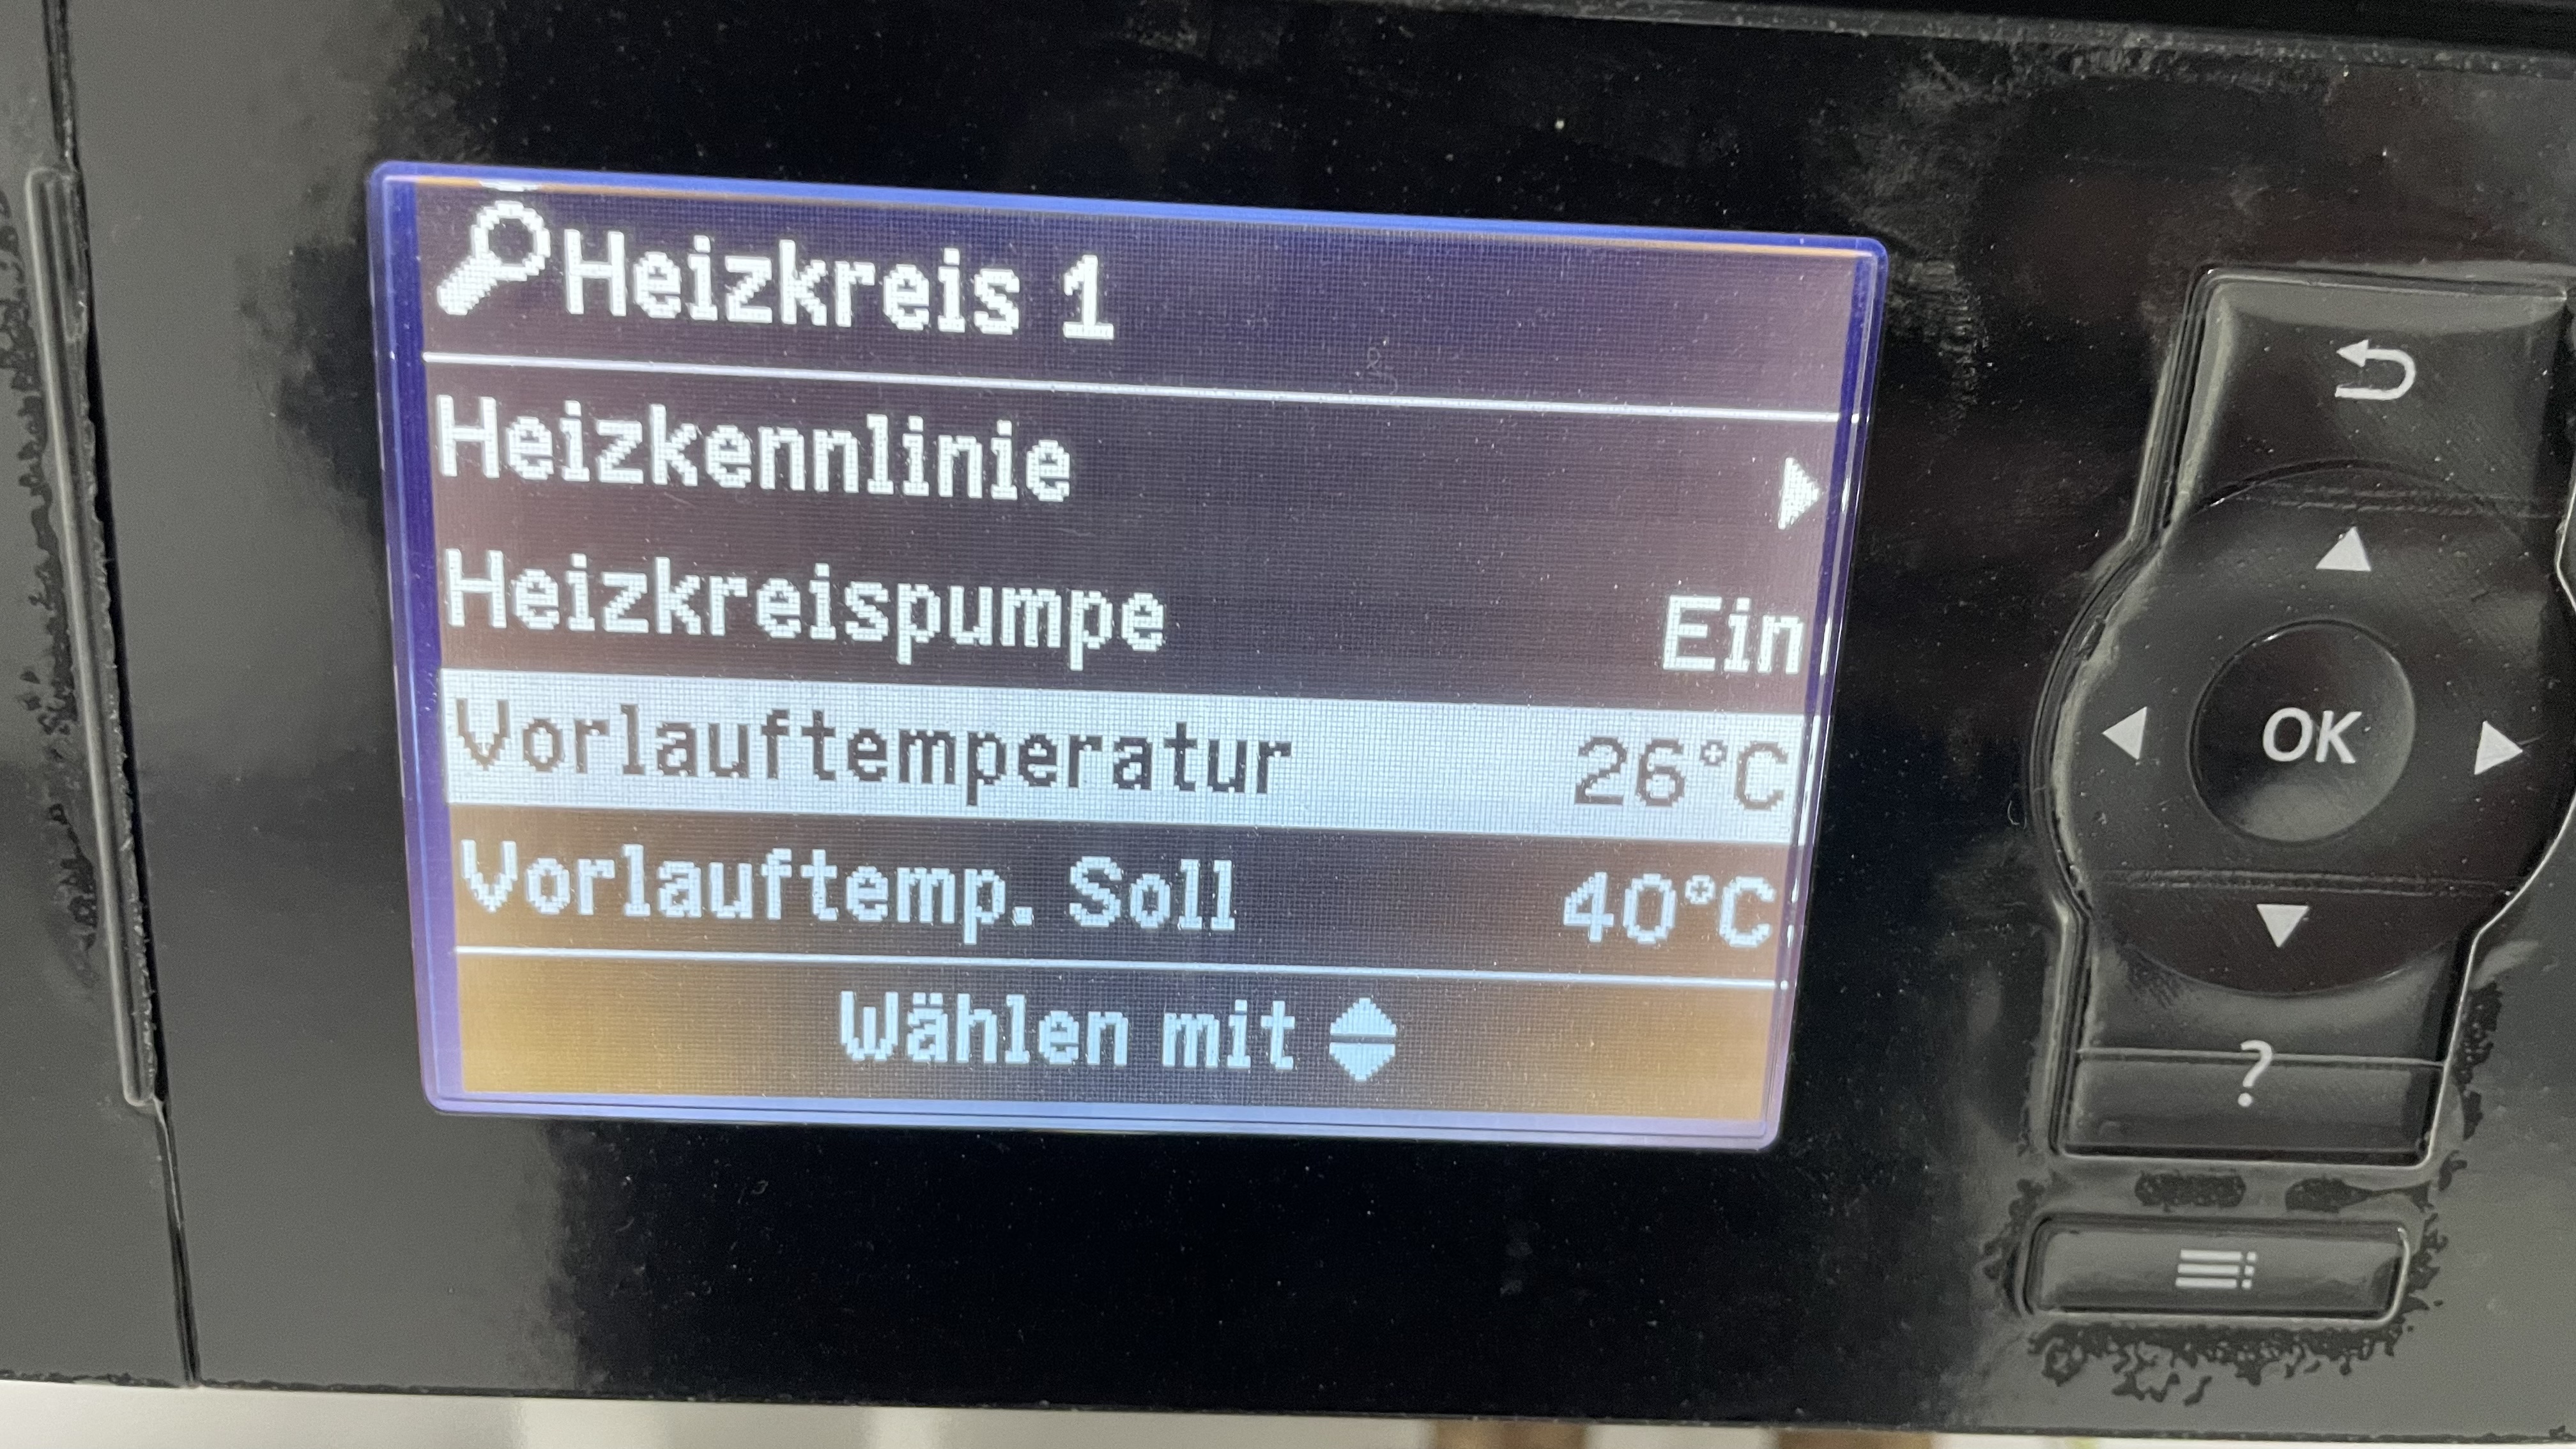 Heizkreis 1
Heizkennlinie
Heizkreispumpe Ein
Vorlauftemperatur 26°C
Vorlauftemp. Soll 40°C
Wählen mit
OK
?